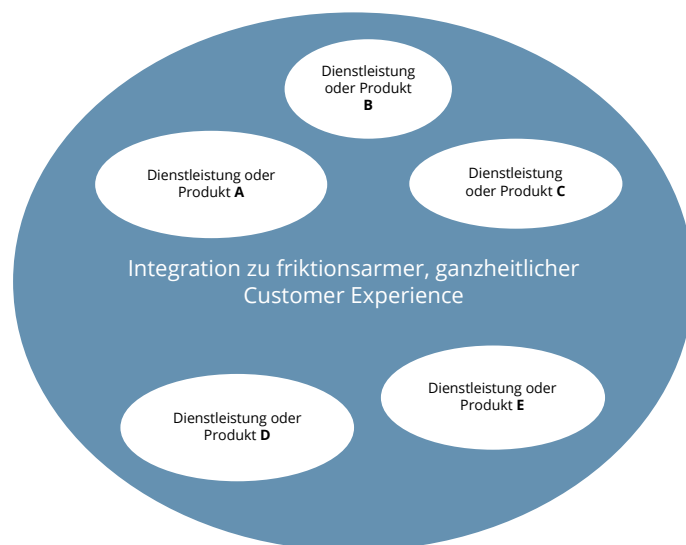 Dienstleistung
oder Produkt
B
Dienstleistung oder
Produkt A
Dienstleistung
oder Produkt C
Integration zu friktionsarmer, ganzheitlicher
Customer Experience
Dienstleistung oder
Produkt D
Dienstleistung oder
Produkt E